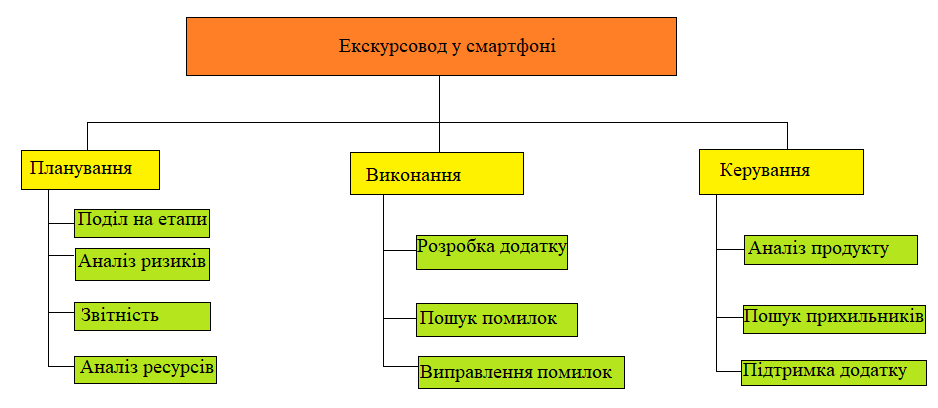 Екскурсовод у смартфоні
Планування
Поділ на етапи
Аналіз ризиків
Звітність
Аналіз ресурсів
Виконання
Розробка додатку
Пошук помилок
Виправлення помилок
Керування
Аналіз продукту
Пошук прихильників
Підтримка додатку